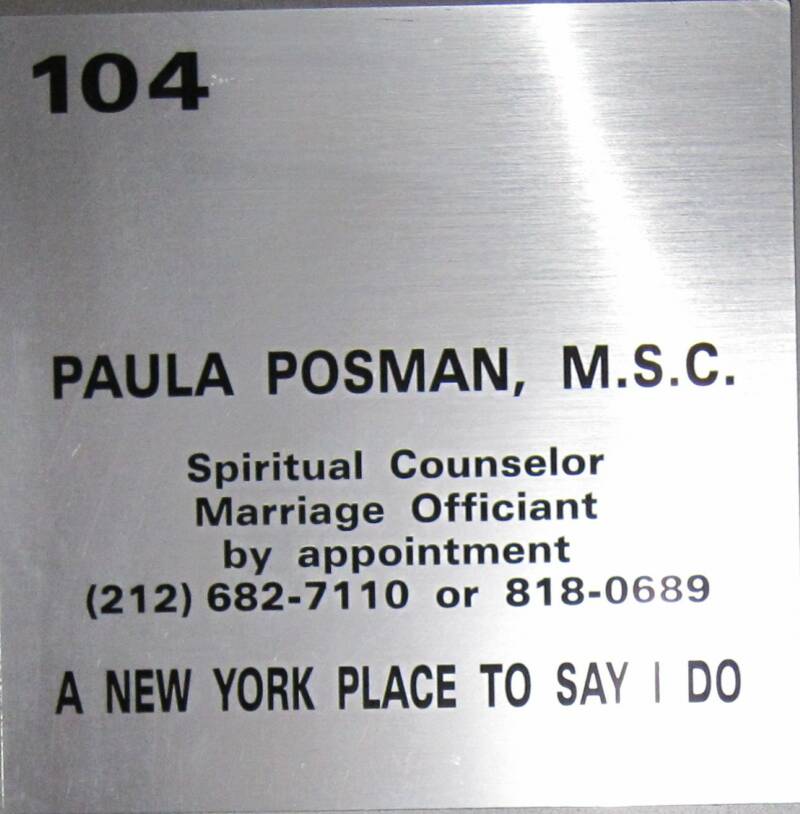 104
PAULA POSMAN, M.S.C.
Spiritual Counselor
Marriage Officiant
by appointment
(212) 682-7110 or 818-0689
A NEW YORK PLACE TO SAY I DO